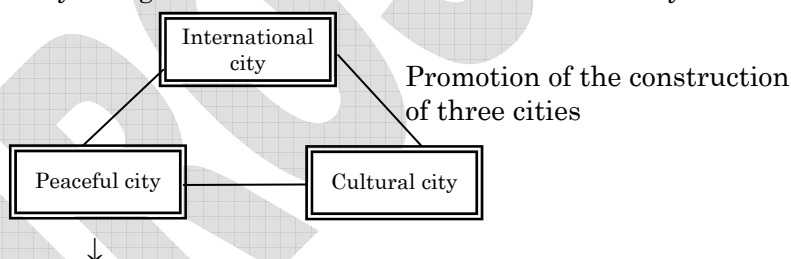 International
city
Promotion of the construction
of three cities
Peaceful city
Cultural city
↓